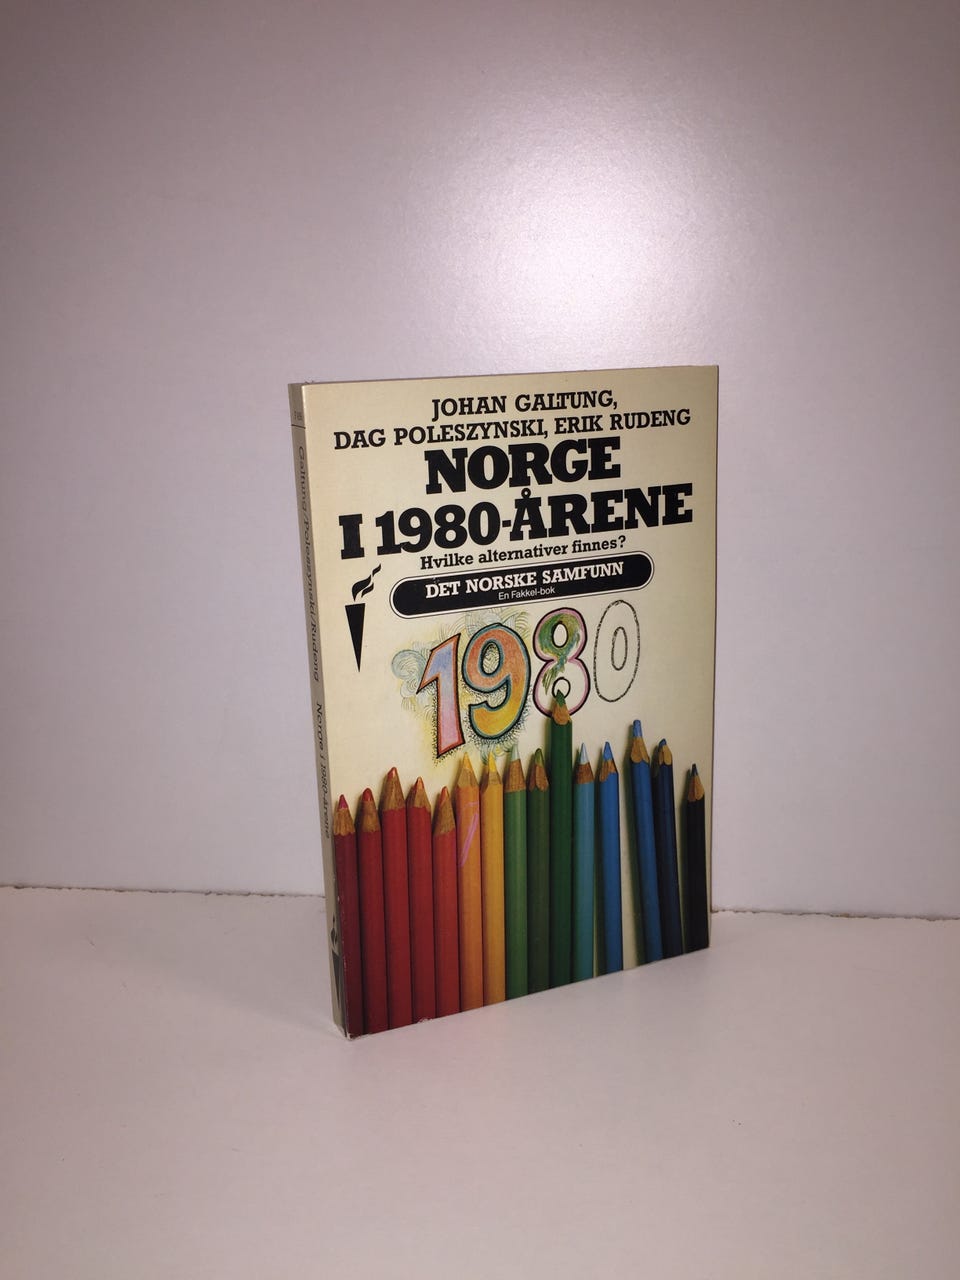 JOHAN GALTUNG,
DAG POLESZYNSKI, ERIK RUDENG
NORGE
I 1980-ÅRENE
Hvilke alternativer finnes?
DET NORSKE SAMFUNN
En Fakkel-bok
1980
Galtung/Poleszynski/Rudeng Norge i 1980-årene